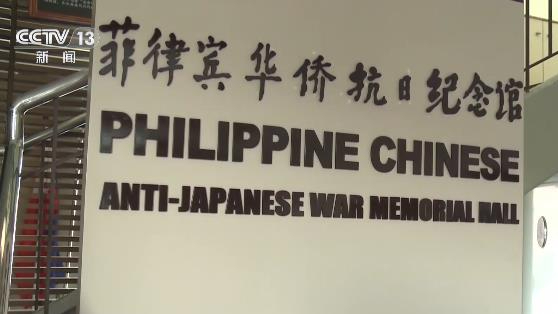 CCTV 13
新闻
菲律宾华侨抗日纪念馆
PHILIPPINE CHINESE
ANTI-JAPANESE WAR MEMORIAL HALL